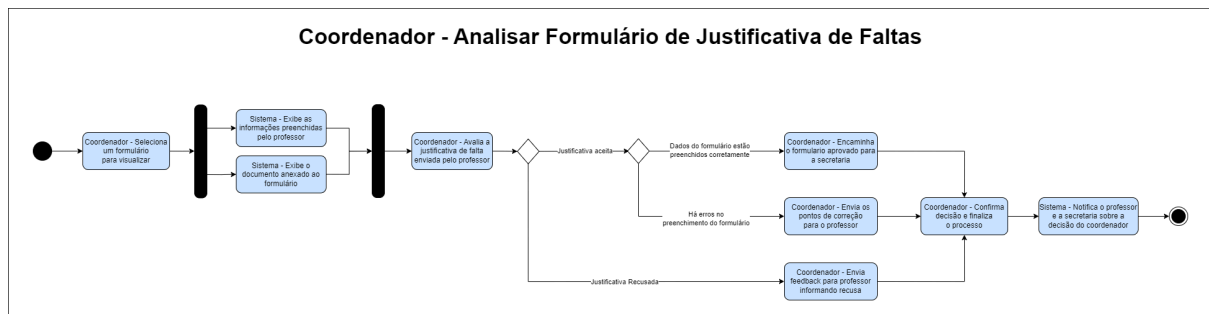 Coordenador - Analisar Formulário de Justificativa de Faltas
Coordenador - Seleciona
um formulário
para visualizar
Sistema - Exibe as
informações preenchidas
pelo professor
Sistema - Exibe o
documento anexado ao
formulário
Coordenador - Avalia a
justificativa de falta
enviada pelo professor
Justificativa aceita
Dados do formulário estão
preenchidos corretamente
Coordenador - Encaminha
o formulario aprovado para
a secretaria
Há erros no
preenchimento do formulário
Coordenador - Envia os
pontos de correção
para o professor
Justificativa Recusada
Coordenador - Envia
feedback para professor
informando recusa
Coordenador - Confirma
decisão e finaliza
o processo
Sistema - Notifica o professor
e a secretaria sobre a
decisão do coordenador